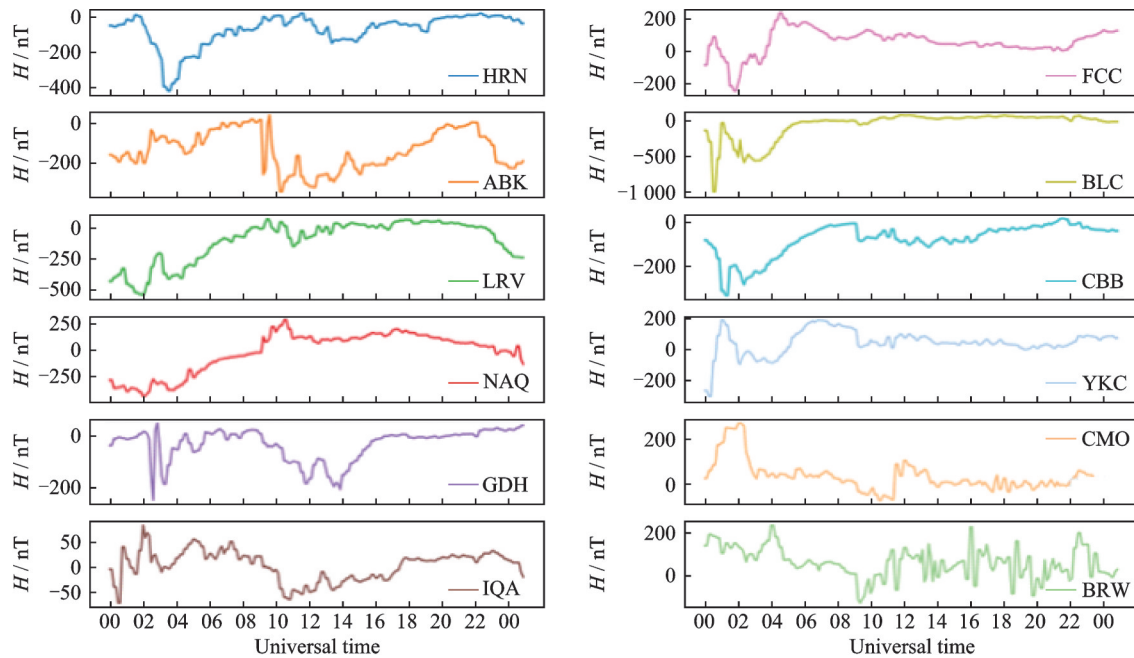 0
−200
−400
H / nT
HRN
200
0
−200
H / nT
FCC
0
−200
H / nT
ABK
0
−500
−1 000
H / nT
BLC
0
−250
−500
H / nT
LRV
0
−200
H / nT
CBB
250
0
−250
H / nT
NAQ
200
0
−200
H / nT
YKC
0
−200
H / nT
GDH
200
0
H / nT
CMO
50
0
−50
H / nT
IQA
00 02 04 06 08 10 12 14 16 18 20 22 00
Universal time
200
0
H / nT
BRW
00 02 04 06 08 10 12 14 16 18 20 22 00
Universal time